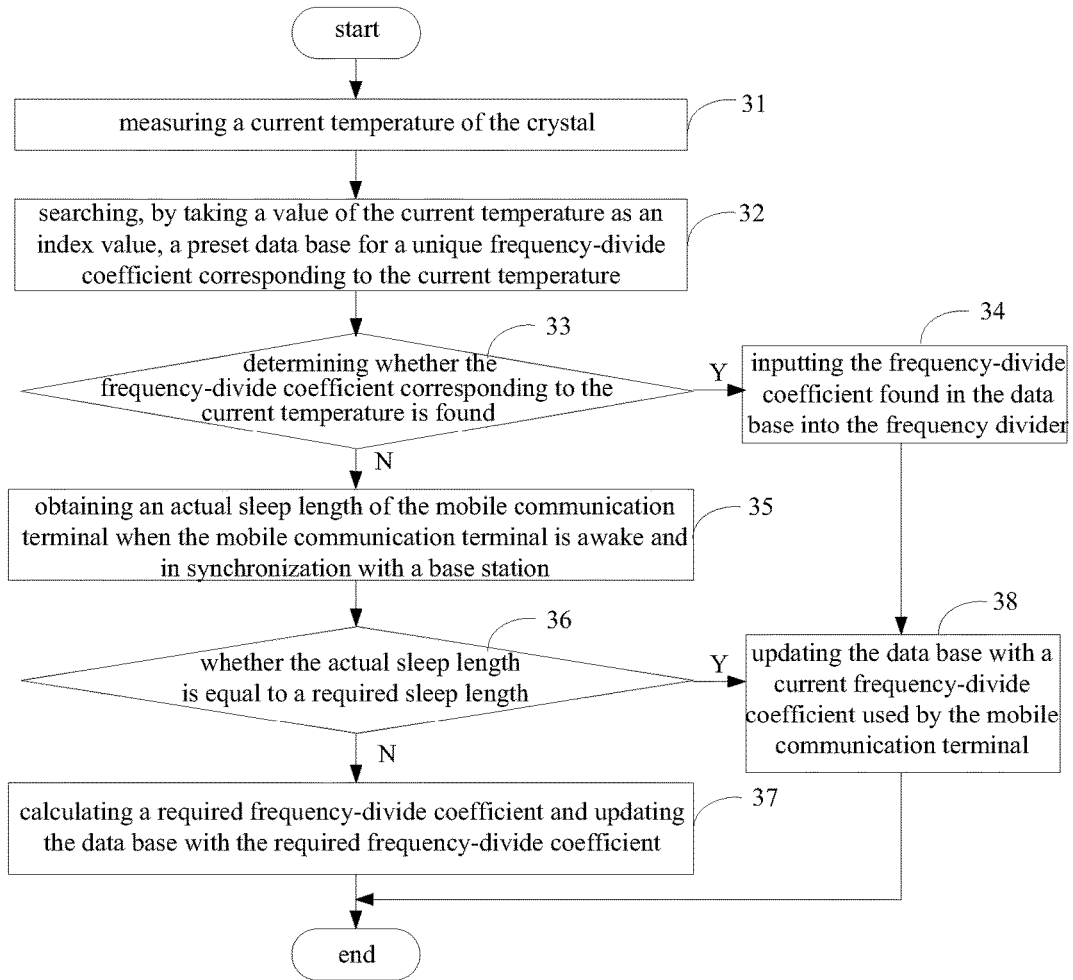 start
31
measuring a current temperature of the crystal
searching, by taking a value of the current temperature as an
index value, a preset data base for a unique frequency-divide
coefficient corresponding to the current temperature
32
33
determining whether the
frequency-divide coefficient corresponding to the
current temperature is found
Y
N
34
inputting the frequency-divide
coefficient found in the data
base into the frequency divider
obtaining an actual sleep length of the mobile communication
terminal when the mobile communication terminal is awake and
in synchronization with a base station
35
36
whether the actual sleep length
is equal to a required sleep length
Y
N
38
updating the data base with a
current frequency-divide
coefficient used by the mobile
communication terminal
calculating a required frequency-divide coefficient and updating
the data base with the required frequency-divide coefficient
37
end